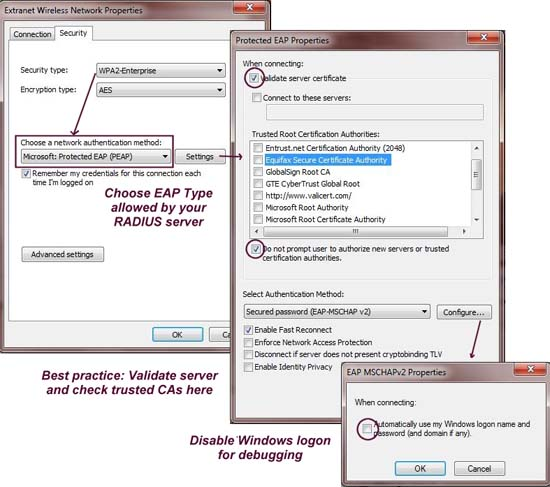 Extranet Wireless Network Properties
Connection
Security
Security type:
WPA2-Enterprise
Encryption type:
AES
Choose a network authentication method:
Microsoft: Protected EAP (PEAP)
Settings
Remember my credentials for this connection each
time I'm logged on
Choose EAP Type
allowed by your
RADIUS server
Advanced settings
OK
Ca
Best practice: Validate server
and check trusted CAs here
Protected EAP Properties
When connecting:
Validate server certificate
Connect to these servers:
Trusted Root Certification Authorities:
Entrust.net Certification Authority (2048)
Equifax Secure Certificate Authority
GlobalSign Root CA
GTE CyberTrust Global Root
http://www.valicert.com/
Microsoft Root Authority
Microsoft Root Certificate Authority
Do not prompt user to authorize new servers or trusted
certification authorities.
Select Authentication Method:
Secured password (EAP-MSCHAP v2)
Configure...
Enable Fast Reconnect
Enforce Network Access Protection
Disconnect if server does not present cryptobinding TLV
Enable Identity Privacy
Disable Windows logon
for debugging
EAP MSCHAPv2 Properties
When connecting:
Automatically use my Windows logon name and
password (and domain if any).
OK
Cancel